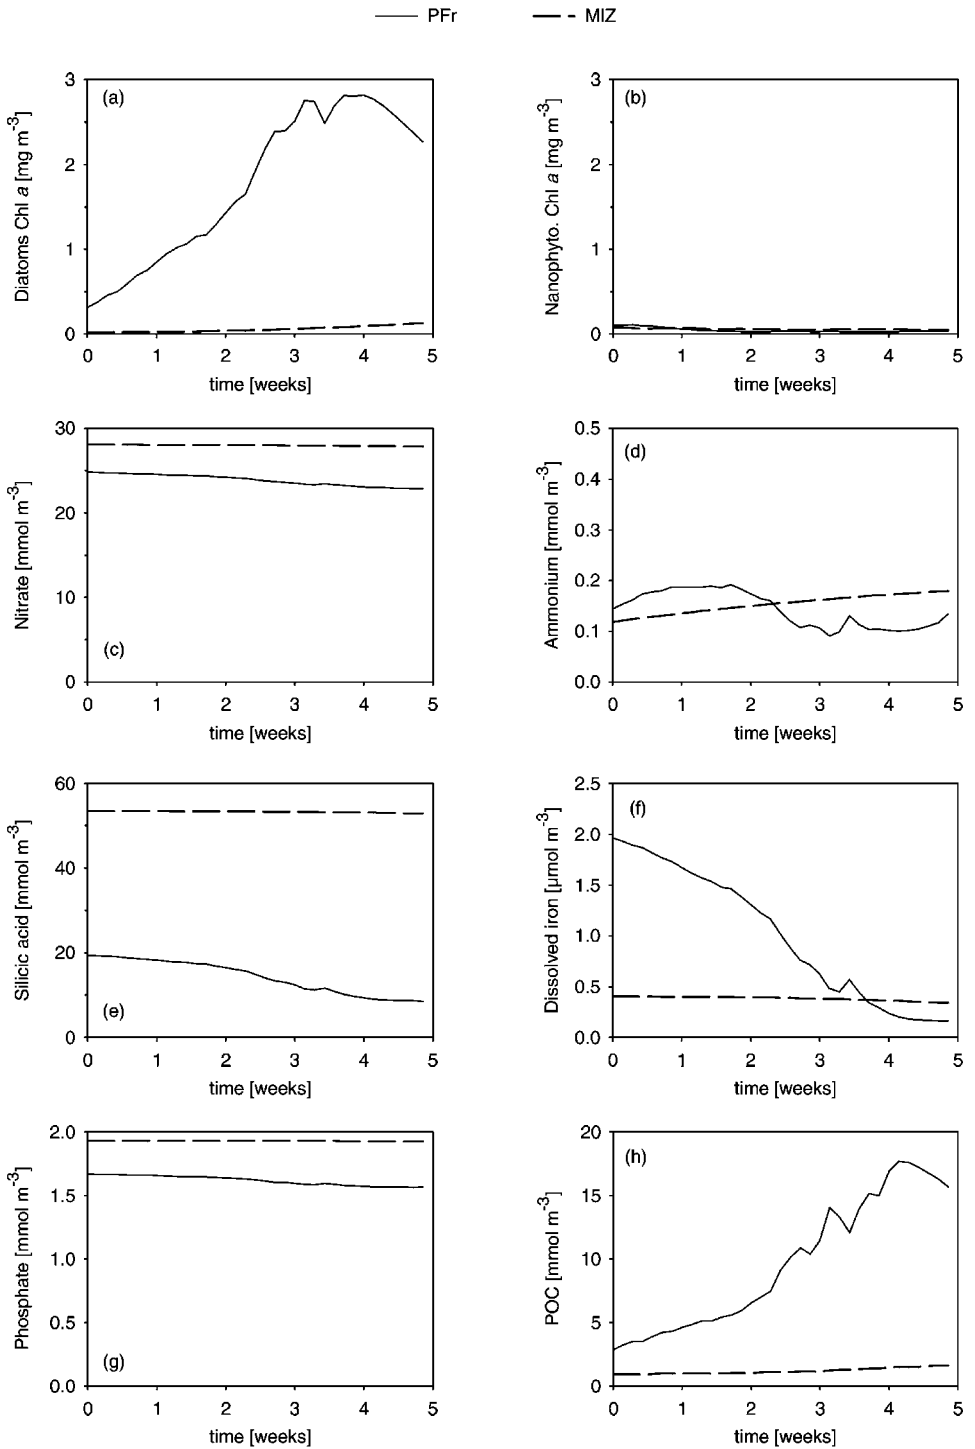 PFr MIZ
(a)
Diatoms Chl a [mg m-3]
3
2
1
0
0 1 2 3 4 5
time [weeks]
(b)
Nanophyto. Chl a [mg m-3]
3
2
1
0
0 1 2 3 4 5
time [weeks]
(c)
Nitrate [mmol m-3]
30
20
10
0
0 1 2 3 4 5
time [weeks]
(d)
Ammonium [mmol m-3]
0.5
0.4
0.3
0.2
0.1
0.0
0 1 2 3 4 5
time [weeks]
(e)
Silicic acid [mmol m-3]
60
40
20
0
0 1 2 3 4 5
time [weeks]
(f)
Dissolved iron [µmol m-3]
2.5
2.0
1.5
1.0
0.5
0.0
0 1 2 3 4 5
time [weeks]
(g)
Phosphate [mmol m-3]
2.0
1.5
1.0
0.5
0.0
0 1 2 3 4 5
time [weeks]
(h)
POC [mmol m-3]
20
15
10
5
0
0 1 2 3 4 5
time [weeks]